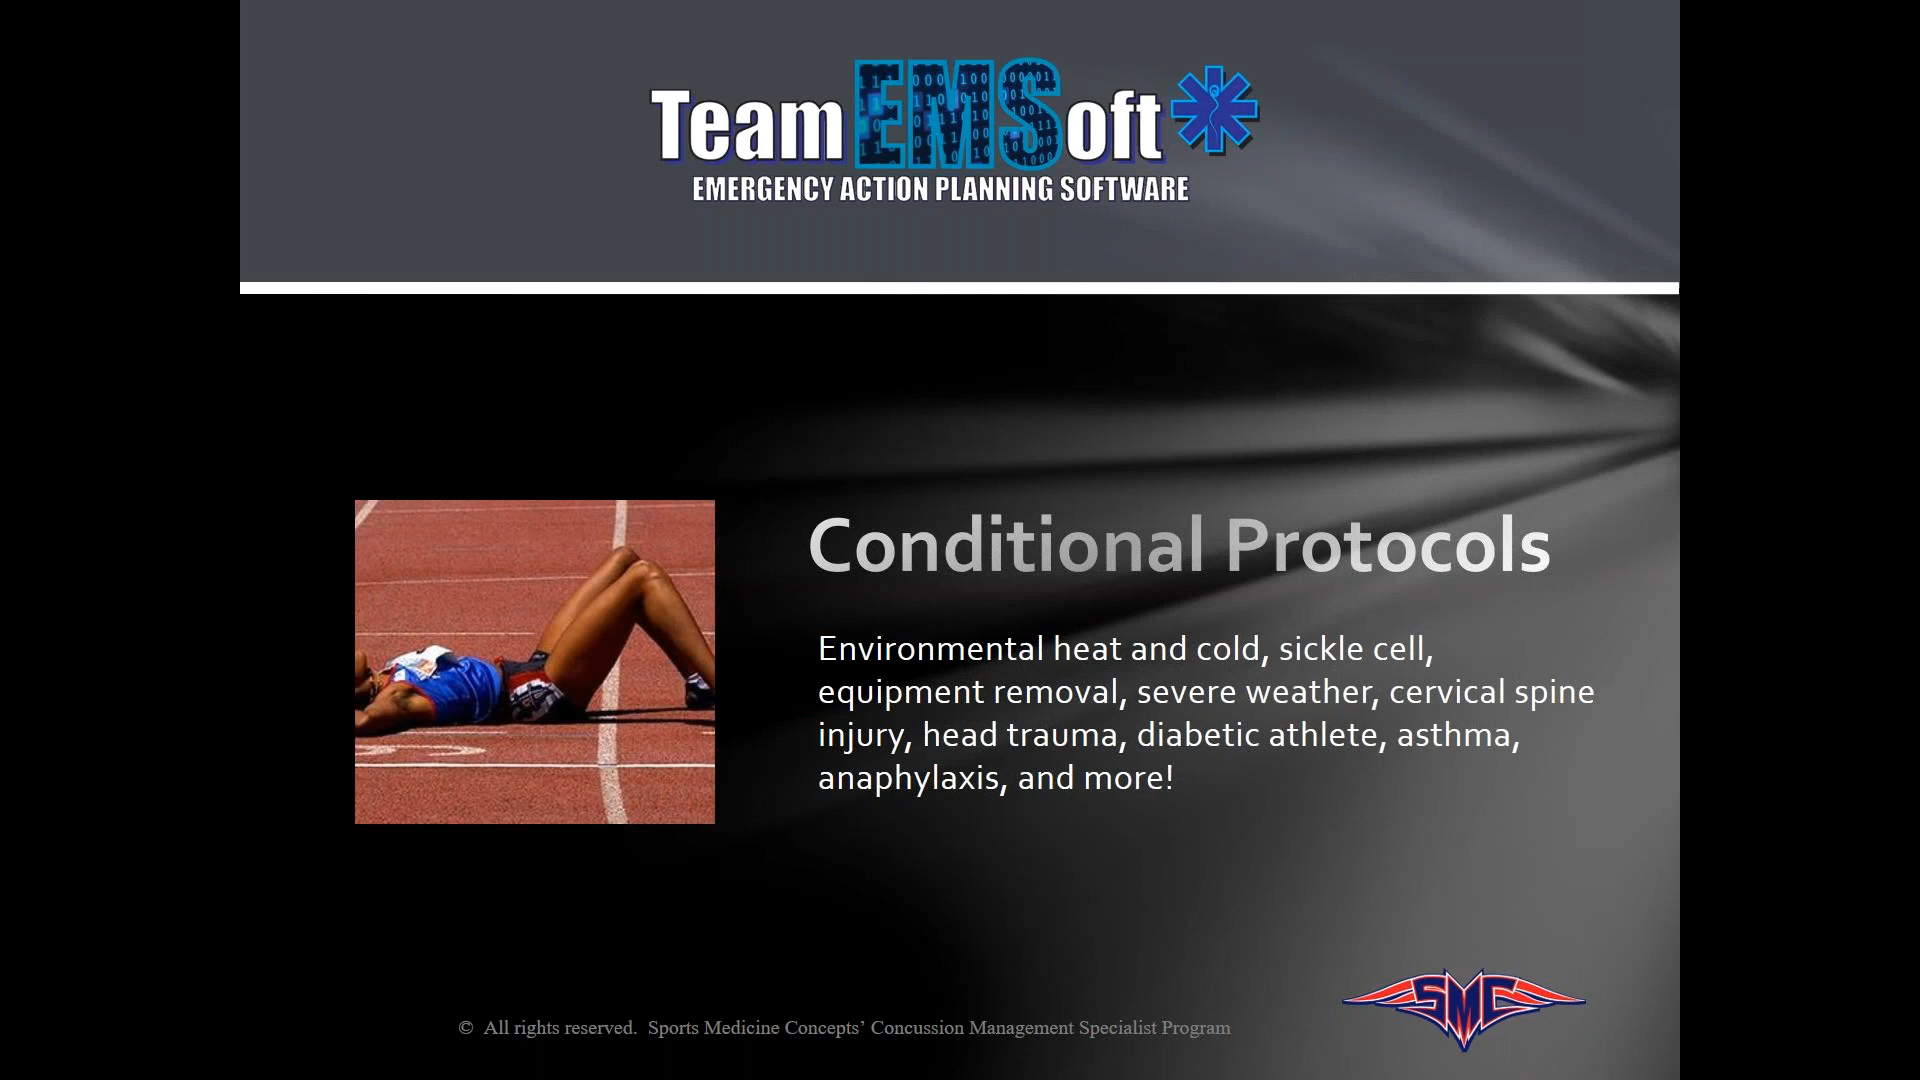 Team EMSoft
EMERGENCY ACTION PLANNING SOFTWARE
Conditional Protocols
Environmental heat and cold, sickle cell,
equipment removal, severe weather, cervical spine
injury, head trauma, diabetic athlete, asthma,
anaphylaxis, and more!
SMC
© All rights reserved. Sports Medicine Concepts’ Concussion Management Specialist Program